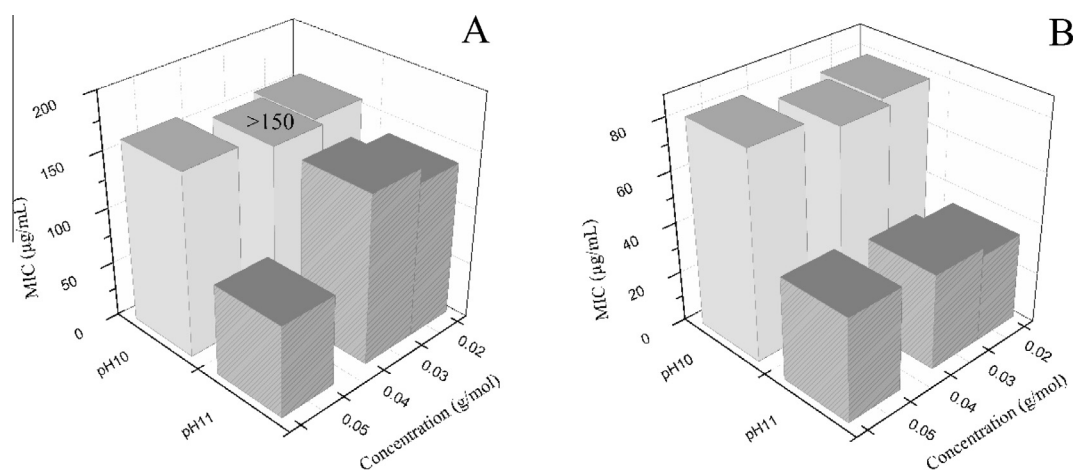 A
200
150
100
50
0
MIC (µg/mL)
>150
pH10
pH11
0.05
0.04
0.03
0.02
Concentration (g/mol)
B
80
60
40
20
0
MIC (µg/mL)
pH10
pH11
0.05
0.04
0.03
0.02
Concentration (g/mol)